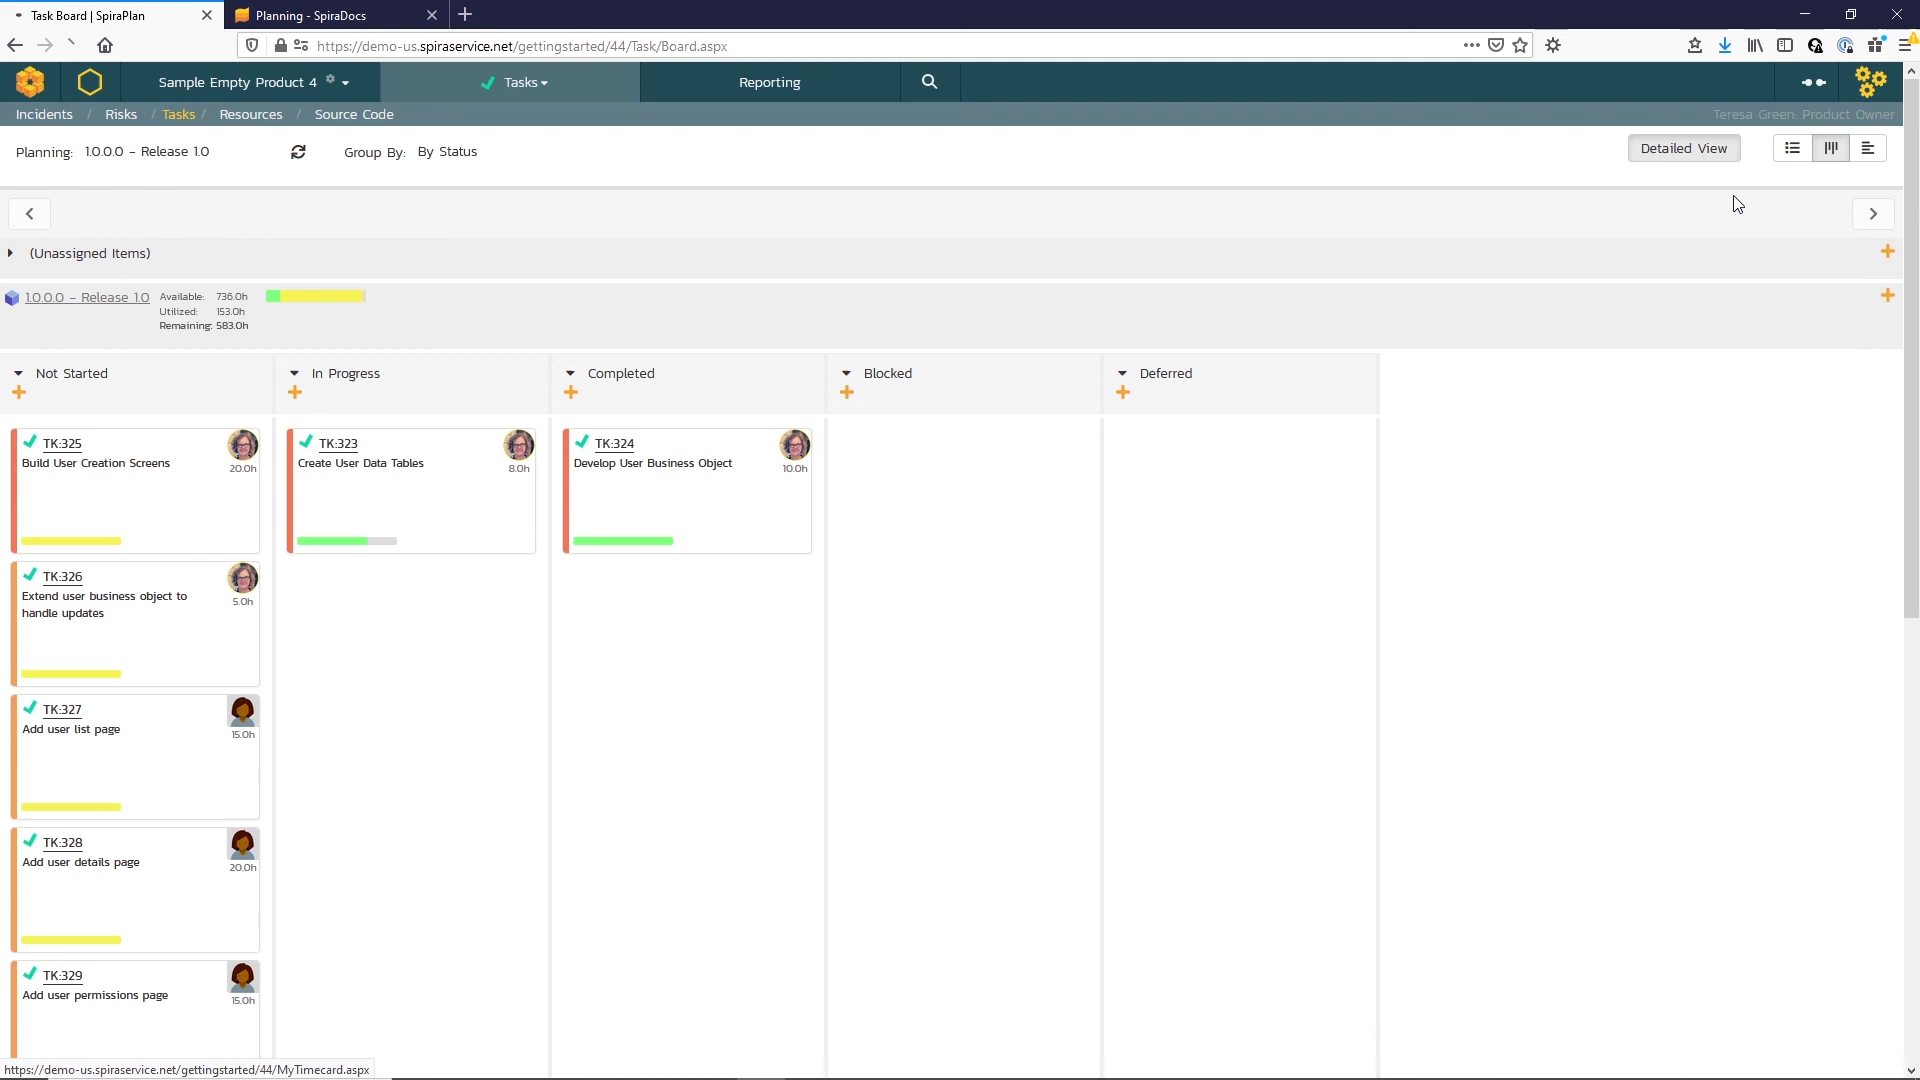 Task Board | SpiraPlan
Planning - SpiraDocs
https://demo-us.spiraservice.net/gettingstarted/44/Task/Board.aspx
Sample Empty Product 4
Tasks
Reporting
Incidents / Risks / Tasks / Resources / Source Code
Teresa Green: Product Owner
Planning: 1.0.0.0 - Release 1.0
Group By: By Status
Detailed View
(Unassigned Items)
1.0.0.0 - Release 1.0
Available: 736.0h
Utilized: 153.0h
Remaining: 583.0h
Not Started
In Progress
Completed
Blocked
Deferred
TK:325
Build User Creation Screens
20.0h
TK:323
Create User Data Tables
8.0h
TK:324
Develop User Business Object
10.0h
TK:326
Extend user business object to
handle updates
5.0h
TK:327
Add user list page
15.0h
TK:328
Add user details page
20.0h
TK:329
Add user permissions page
15.0h
https://demo-us.spiraservice.net/gettingstarted/44/MyTimecard.aspx